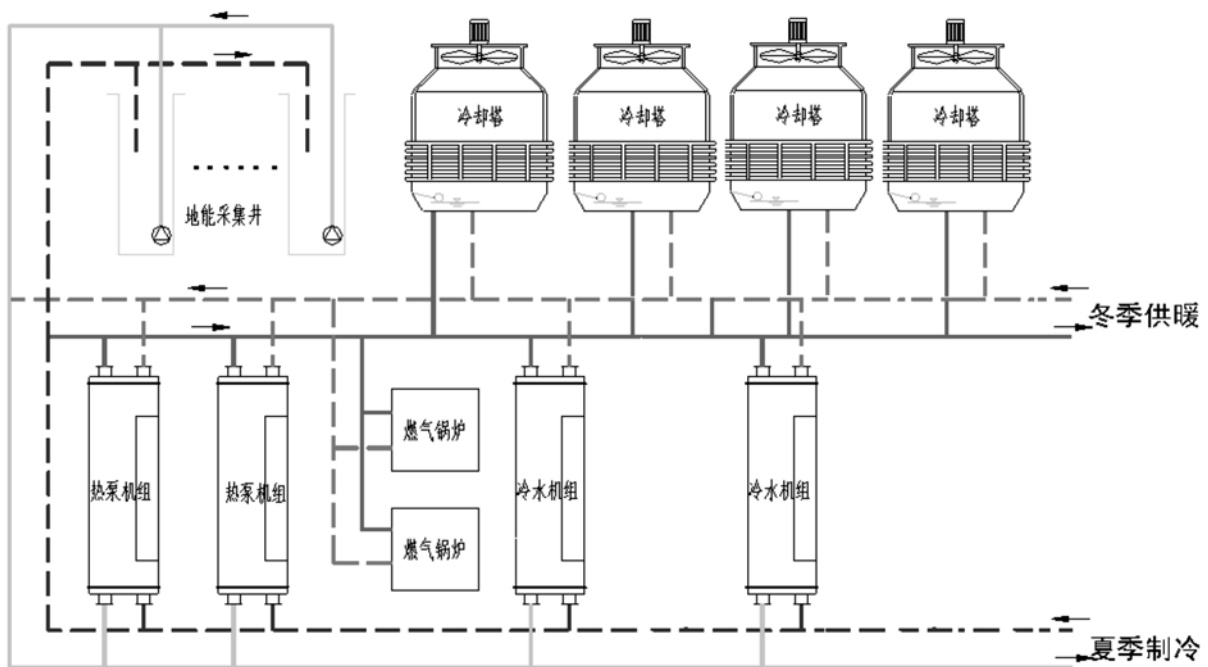 冷却塔
冷却塔
冷却塔
冷却塔
地能采集井
冬季供暖
热泵机组
热泵机组
燃气锅炉
冷水机组
冷水机组
燃气锅炉
夏季制冷